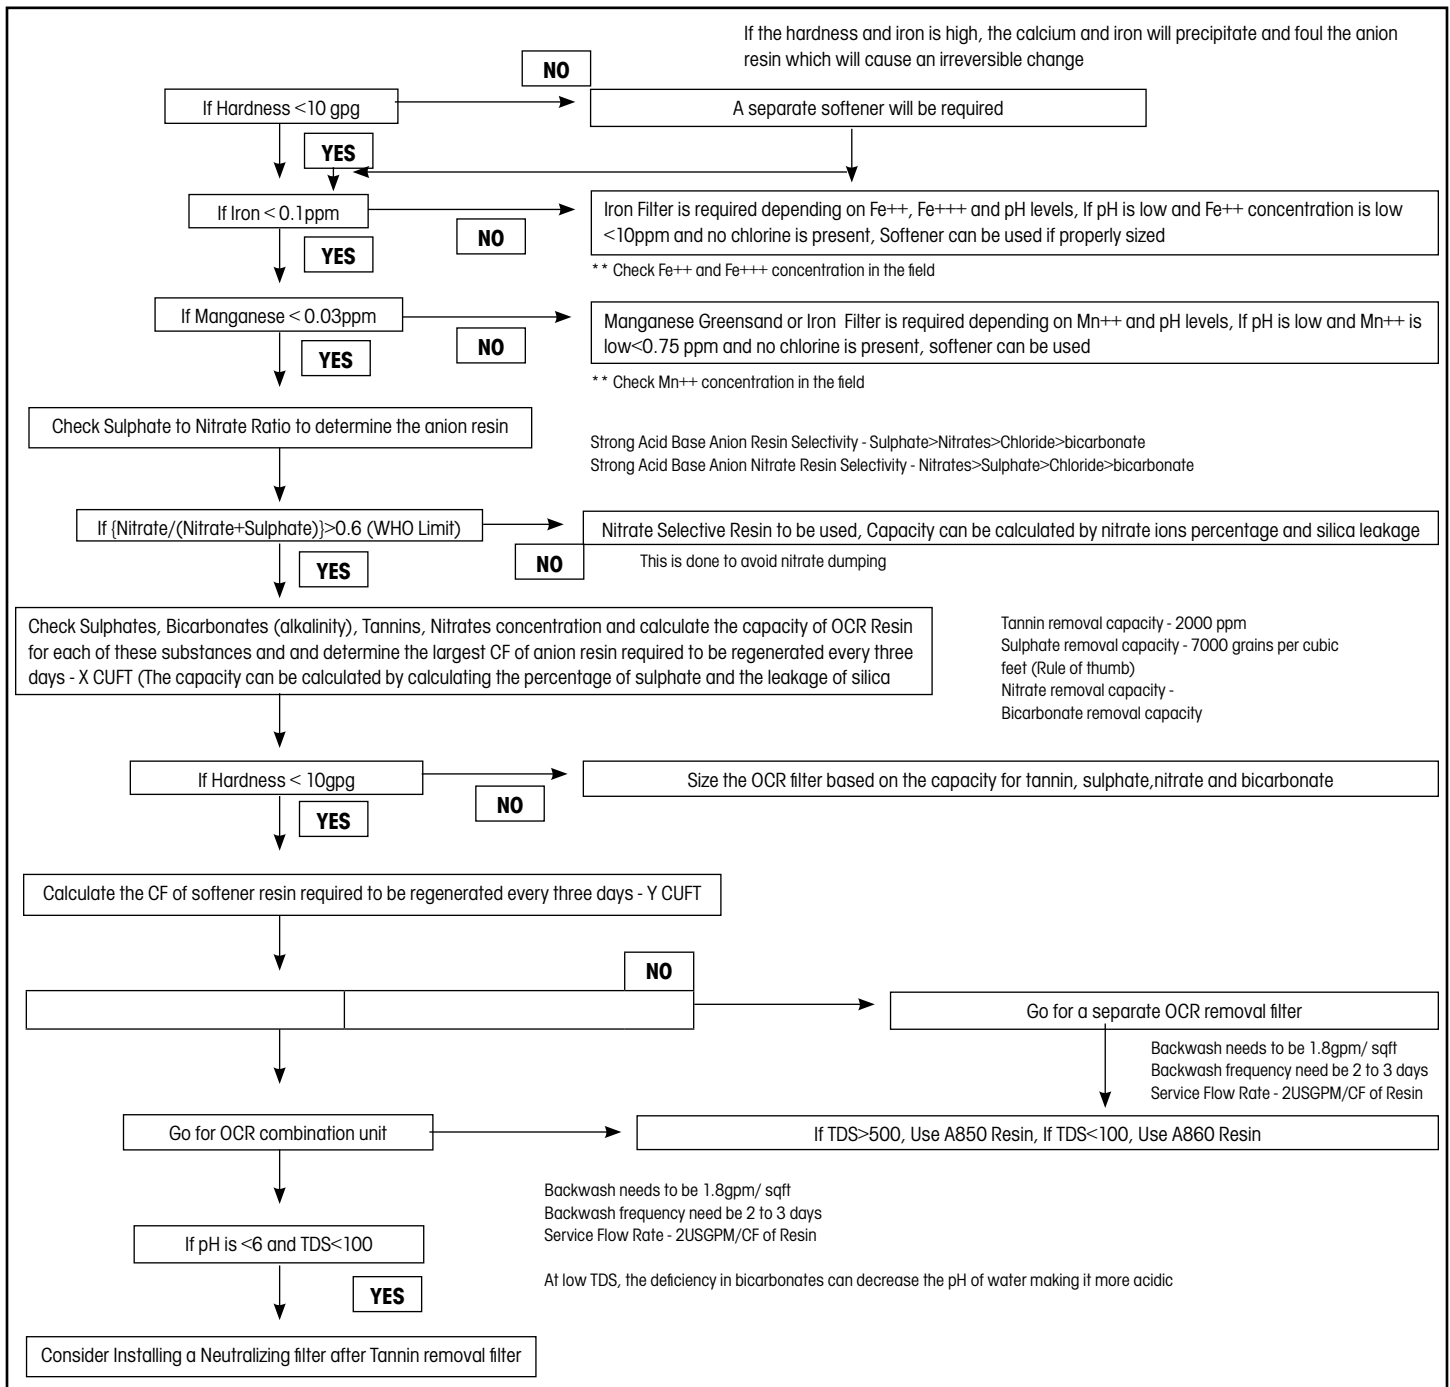 If the hardness and iron is high, the calcium and iron will precipitate and foul the anion
resin which will cause an irreversible change
NO
If Hardness <10 gpg
A separate softener will be required
YES
If Iron < 0.1ppm
Iron Filter is required depending on Fe++, Fe+++ and pH levels, If pH is low and Fe++ concentration is low
<10ppm and no chlorine is present, Softener can be used if properly sized
NO
YES
** Check Fe++ and Fe+++ concentration in the field
If Manganese < 0.03ppm
Manganese Greensand or Iron Filter is required depending on Mn++ and pH levels, If pH is low and Mn++ is
low<0.75 ppm and no chlorine is present, softener can be used
NO
YES
** Check Mn++ concentration in the field
Check Sulphate to Nitrate Ratio to determine the anion resin
Strong Acid Base Anion Resin Selectivity - Sulphate>Nitrates>Chloride>bicarbonate
Strong Acid Base Anion Nitrate Resin Selectivity - Nitrates>Sulphate>Chloride>bicarbonate
If {Nitrate/(Nitrate+Sulphate)}>0.6 (WHO Limit)
Nitrate Selective Resin to be used, Capacity can be calculated by nitrate ions percentage and silica leakage
NO
YES
This is done to avoid nitrate dumping
Check Sulphates, Bicarbonates (alkalinity), Tannins, Nitrates concentration and calculate the capacity of OCR Resin
for each of these substances and and determine the largest CF of anion resin required to be regenerated every three
days - X CUFT (The capacity can be calculated by calculating the percentage of sulphate and the leakage of silica
Tannin removal capacity - 2000 ppm
Sulphate removal capacity - 7000 grains per cubic
feet (Rule of thumb)
Nitrate removal capacity -
Bicarbonate removal capacity
If Hardness < 10gpg
Size the OCR filter based on the capacity for tannin, sulphate,nitrate and bicarbonate
NO
YES
Calculate the CF of softener resin required to be regenerated every three days - Y CUFT
NO
Go for a separate OCR removal filter
Backwash needs to be 1.8gpm/ sqft
Backwash frequency need be 2 to 3 days
Service Flow Rate - 2USGPM/CF of Resin
Go for OCR combination unit
If TDS>500, Use A850 Resin, If TDS<100, Use A860 Resin
Backwash needs to be 1.8gpm/ sqft
Backwash frequency need be 2 to 3 days
Service Flow Rate - 2USGPM/CF of Resin
If pH is <6 and TDS<100
At low TDS, the deficiency in bicarbonates can decrease the pH of water making it more acidic
YES
Consider Installing a Neutralizing filter after Tannin removal filter